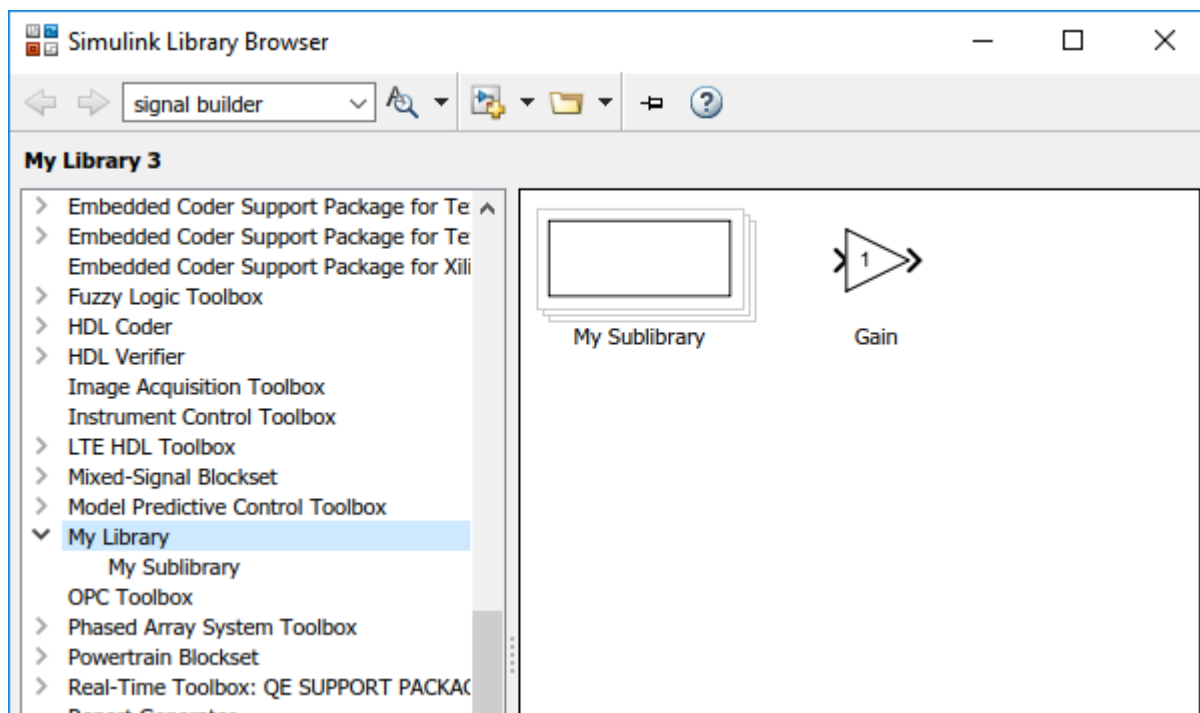 Simulink Library Browser
signal builder
My Library 3
Embedded Coder Support Package for Te
Embedded Coder Support Package for Te
Embedded Coder Support Package for Xili
Fuzzy Logic Toolbox
HDL Coder
HDL Verifier
Image Acquisition Toolbox
Instrument Control Toolbox
LTE HDL Toolbox
Mixed-Signal Blockset
Model Predictive Control Toolbox
My Library
My Sublibrary
OPC Toolbox
Phased Array System Toolbox
Powertrain Blockset
Real-Time Toolbox: QE SUPPORT PACKAG
Report Generator
1
My Sublibrary
Gain